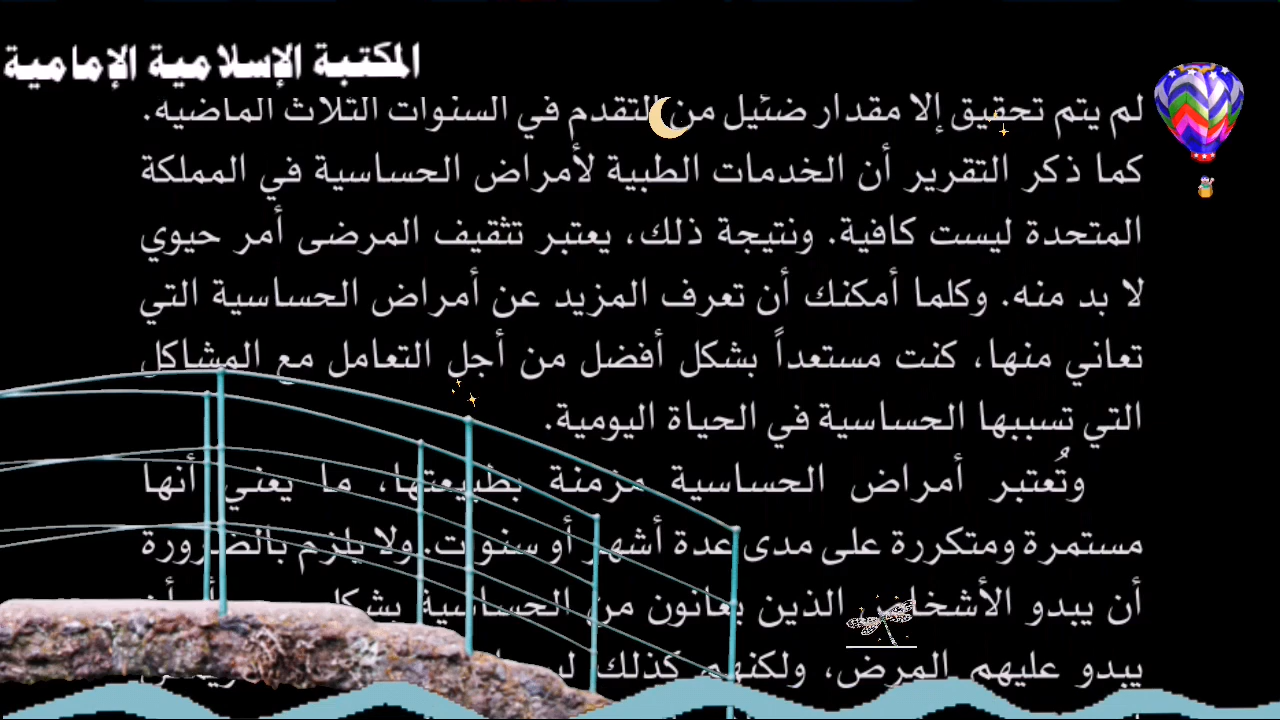 المكتبة الإسلامية الإمامية
لم يتم تحقيق إلا مقدار ضئيل من التقدم في السنوات الثلاث الماضيه.
كما ذكر التقرير أن الخدمات الطبية لأمراض الحساسية في المملكة
المتحدة ليست كافية. ونتيجة ذلك، يعتبر تثقيف المرضى أمر حيوي
لا بد منه. وكلما أمكنك أن تعرف المزيد عن أمراض الحساسية التي
تعاني منها، كنت مستعداً بشكل أفضل من أجل التعامل مع المشاكل
التي تسببها الحساسية في الحياة اليومية.
وتُعتبر أمراض الحساسية مزمنة بطبيعتها، ما يعني أنها
مستمرة ومتكررة على مدى عدة أشهر أو سنوات. ولا يلزم بالضرورة
أن يبدو الأشخاص الذين يعانون من الحساسية
يبدو عليهم المرض، ولكنهم كذلك